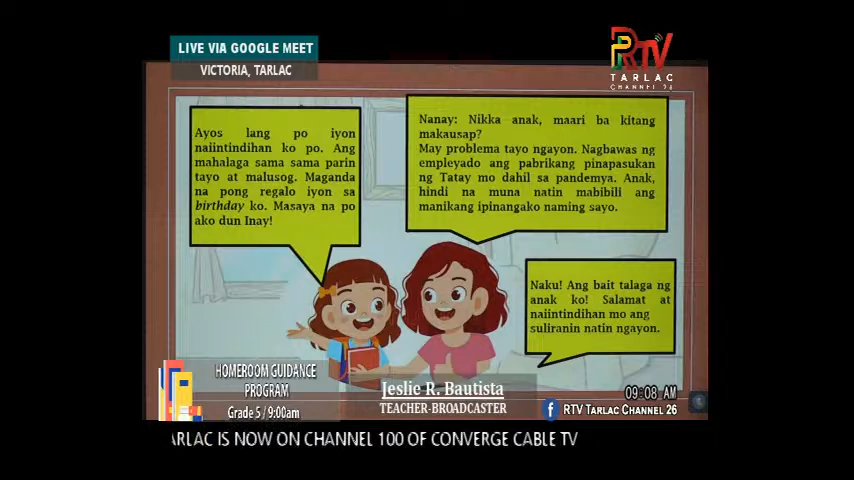 LIVE VIA GOOGLE MEET
VICTORIA, TARLAC
RTV
TARLAC
CHANNEL 26
Nanay: Nikka anak, maari ba kitang
makausap?
May problema tayo ngayon. Nagbawas ng
empleyado ang pabrikang pinapasukan
ng Tatay mo dahil sa pandemya. Anak,
hindi na muna natin mabibili ang
manikang ipinangako naming sayo.
Ayos lang po iyon
naiintindihan ko po. Ang
mahalaga sama sama parin
tayo at malusog. Maganda
na pong regalo iyon sa
birthday ko. Masaya na po
ako dun Inay!
Naku! Ang bait talaga ng
anak ko! Salamat at
naiintindihan mo ang
suliranin natin ngayon.
HOMEROOM GUIDANCE
PROGRAM
Grade 5 / 9:00am
Jeslie R. Bautista
TEACHER-BROADCASTER
09:08 AM
f RTV TARLAC CHANNEL 26
ARLAC IS NOW ON CHANNEL 100 OF CONVERGE CABLE TV